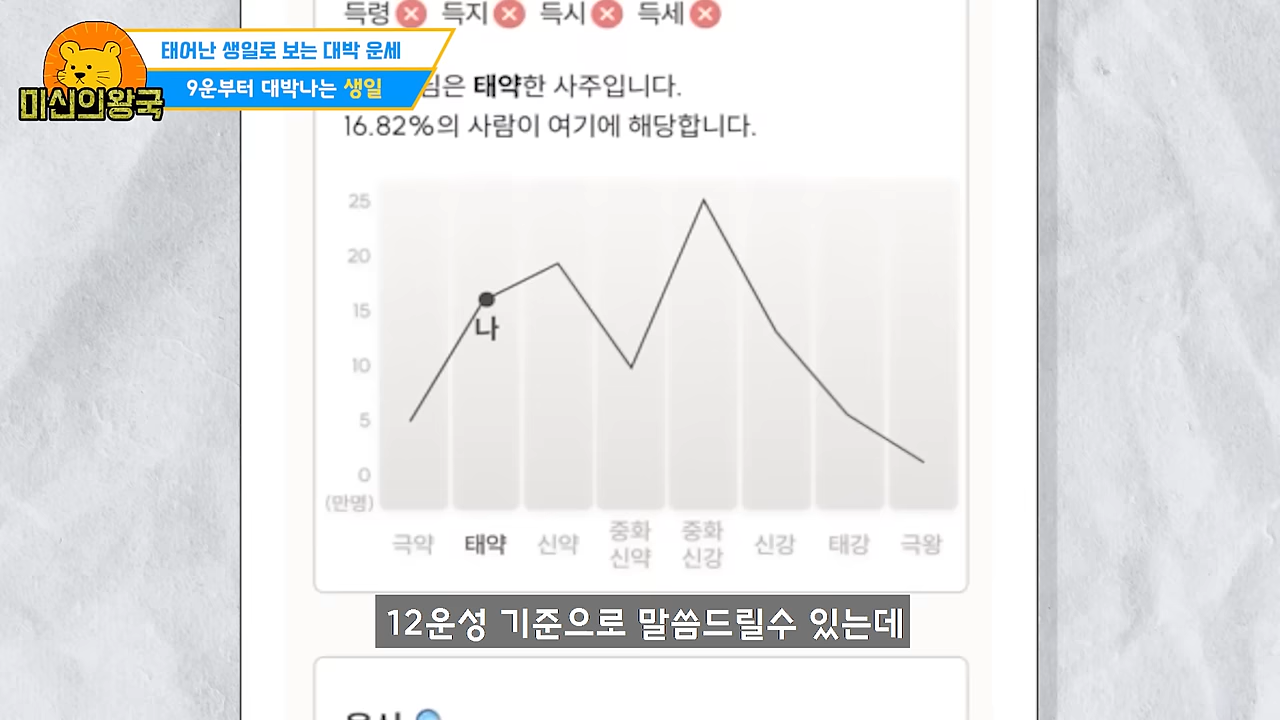 득령 득지 득시 득세
태어난 생일로 보는 대박 운세
9운부터 대박나는 생일
미신의왕국
님은 태약한 사주입니다.
16.82%의 사람이 여기에 해당합니다.
25
20
15
10
5
0
(만명)
나
극약 태약 신약 중화 신약 중화 신강 신강 태강 극왕
12운성 기준으로 말씀드릴수 있는데